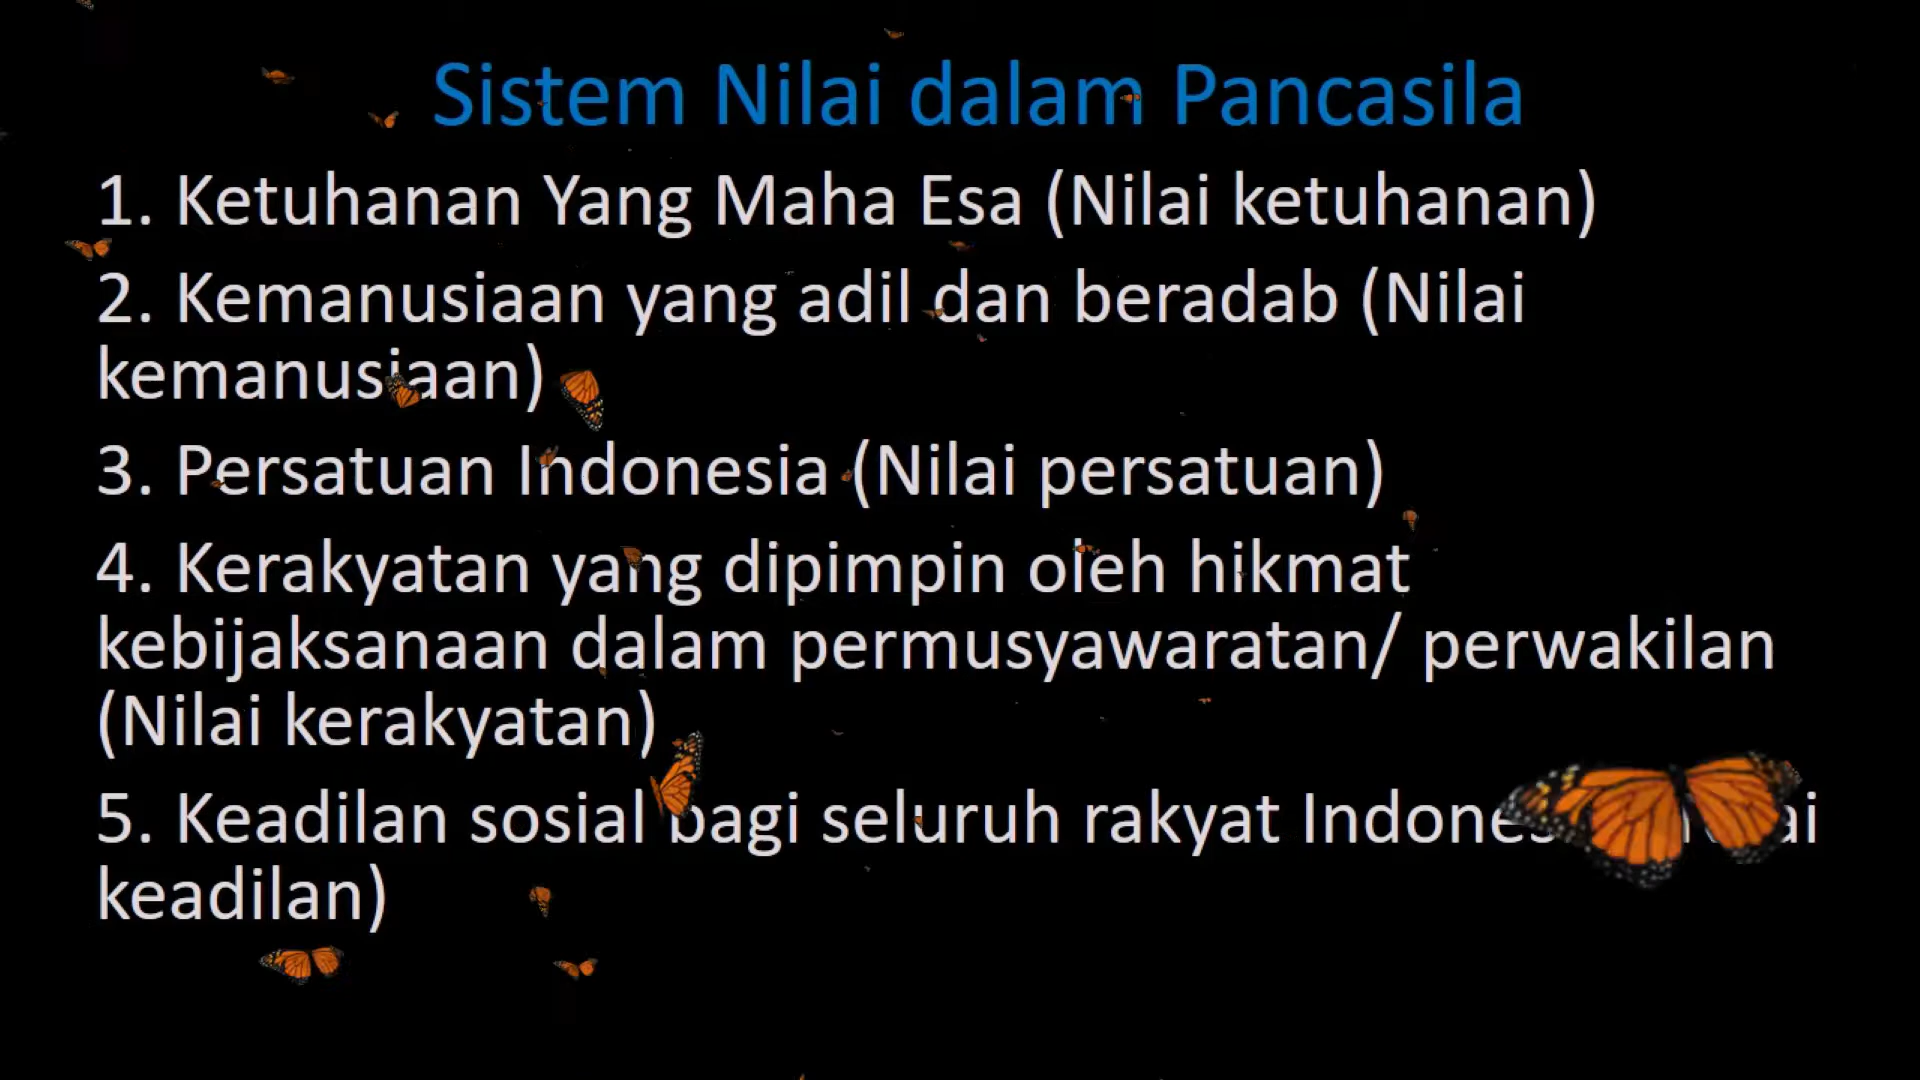 Sistem Nilai dalam Pancasila
1. Ketuhanan Yang Maha Esa (Nilai ketuhanan)
2. Kemanusiaan yang adil dan beradab (Nilai
kemanusiaan)
3. Persatuan Indonesia (Nilai persatuan)
4. Kerakyatan yang dipimpin oleh hikmat
kebijaksanaan dalam permusyawaratan/ perwakilan
(Nilai kerakyatan)
5. Keadilan sosial bagi seluruh rakyat
keadilan)